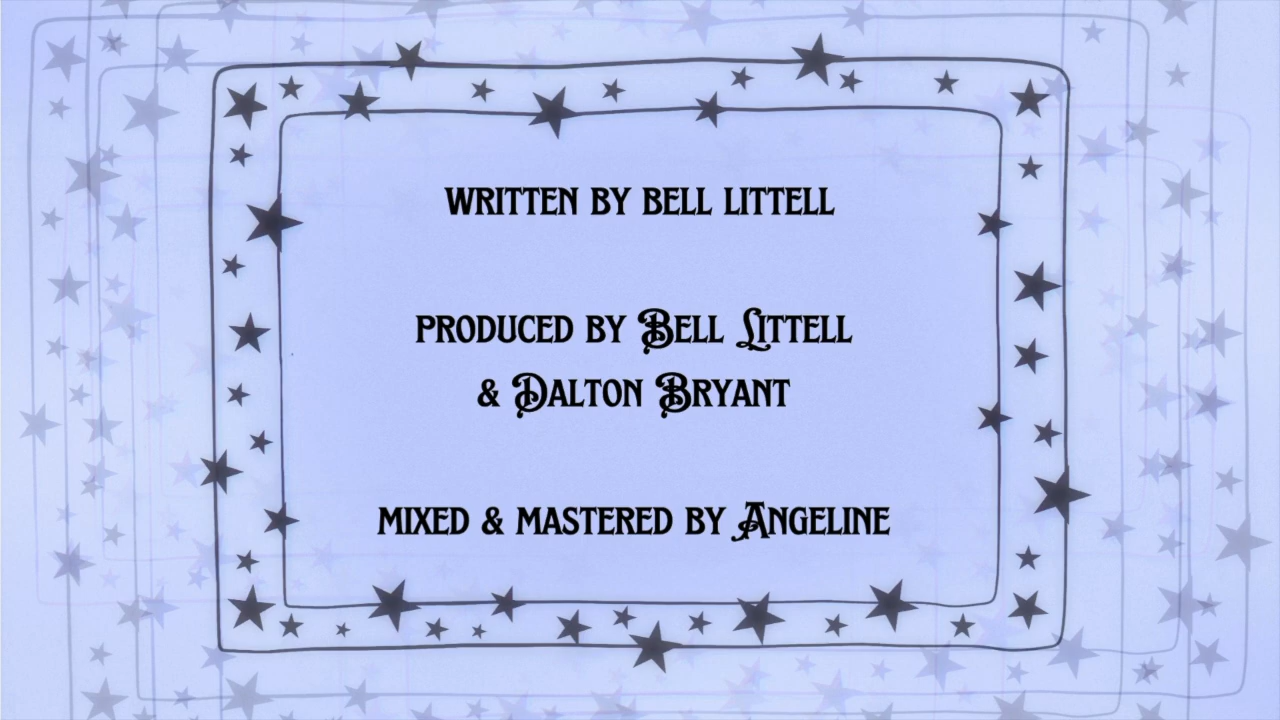 WRITTEN BY BELL LITTELL
PRODUCED BY BELL LITTELL
& DALTON BRYANT
MIXED & MASTERED BY ANGELINE